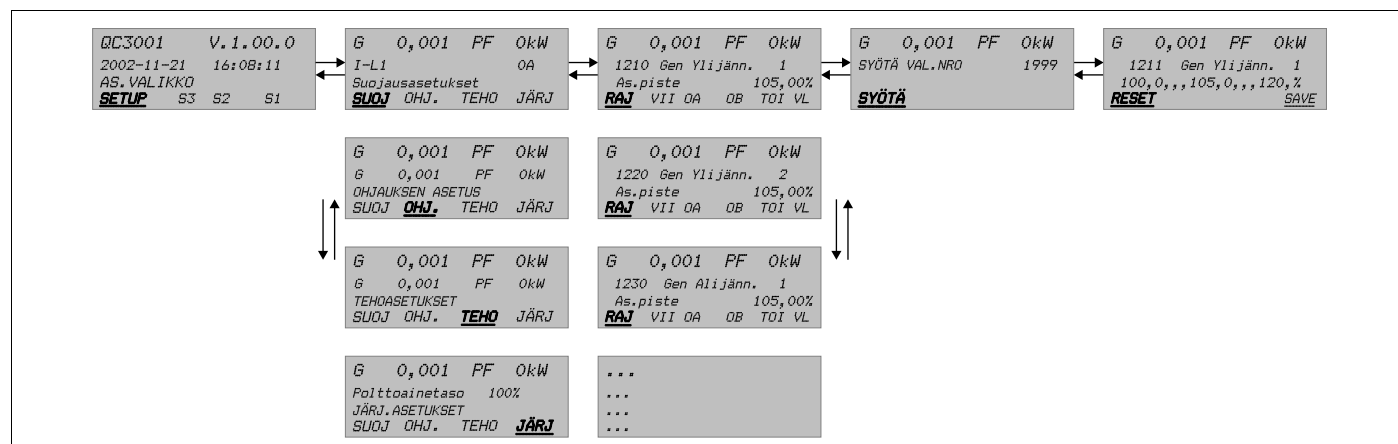 QC3001 V.1.00.0
2002-11-21 16:08:11
AS.VALIKKO
SETUP S3 S2 S1
G 0,001 PF 0kW
I-L1 0A
Suojausasetukset
SUOJ OHJ. TEHO JÄRJ
G 0,001 PF 0kW
1210 Gen Ylijänn. 1
As.piste 105,00%
RAJ VII OA OB TOI VL
G 0,001 PF 0kW
SYÖTÄ VAL.NRO 1999
SYÖTÄ
G 0,001 PF 0kW
1211 Gen Ylijänn. 1
100,0,,,105,0,,,120,%
RESET SAVE
G 0,001 PF 0kW
G 0,001 PF 0kW
OHJAUKSEN ASETUS
SUOJ OHJ. TEHO JÄRJ
G 0,001 PF 0kW
1220 Gen Ylijänn. 2
As.piste 105,00%
RAJ VII OA OB TOI VL
G 0,001 PF 0kW
G 0,001 PF 0kW
TEHOASETUKSET
SUOJ OHJ. TEHO JÄRJ
G 0,001 PF 0kW
1230 Gen Alijänn. 1
As.piste 105,00%
RAJ VII OA OB TOI VL
G 0,001 PF 0kW
Polttoainetaso 100%
JÄRJ.ASETUKSET
SUOJ OHJ. TEHO JÄRJ
...
...
...
...